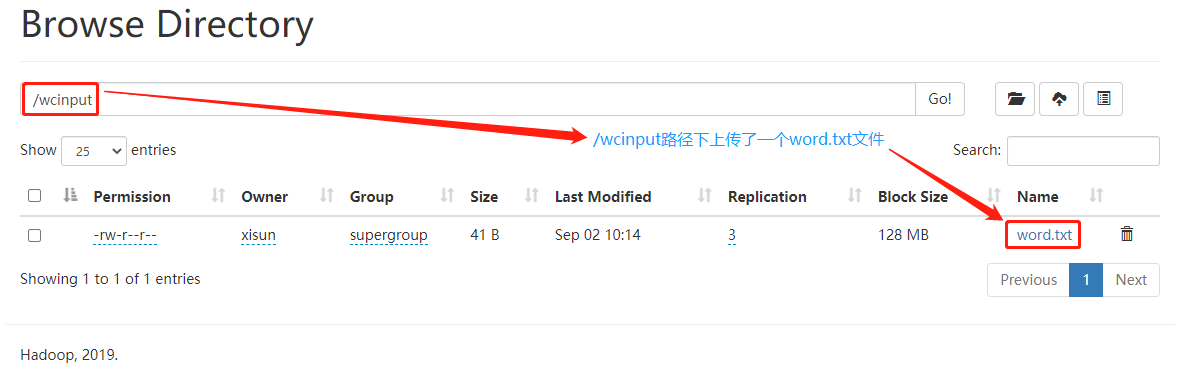 Browse Directory
/wcinput Go!
/wcinput路径下上传了一个word.txt文件
Show 25 entries Search:
Permission Owner Group Size Last Modified Replication Block Size Name
-rw-r--r-- xisun supergroup 41 B Sep 02 10:14 3 128 MB word.txt
Showing 1 to 1 of 1 entries Previous 1 Next
Hadoop, 2019.